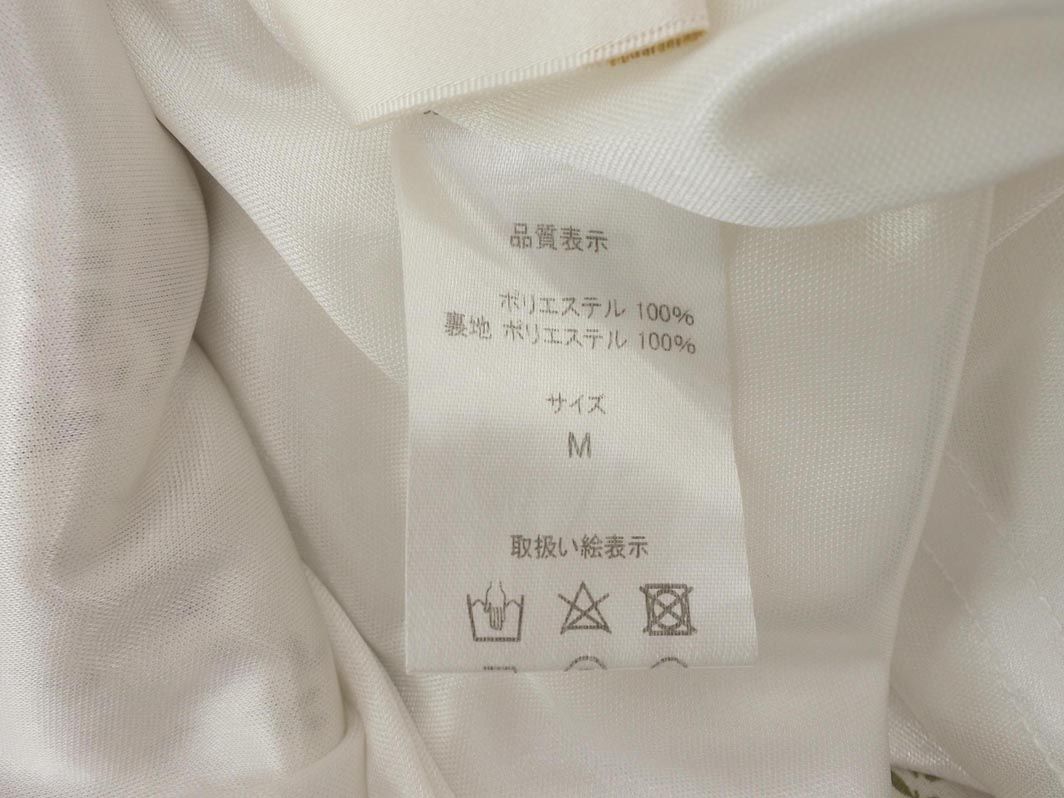 品質表示
ポリエステル 100%
裏地 ポリエステル 100%
サイズ
M
取扱い絵表示